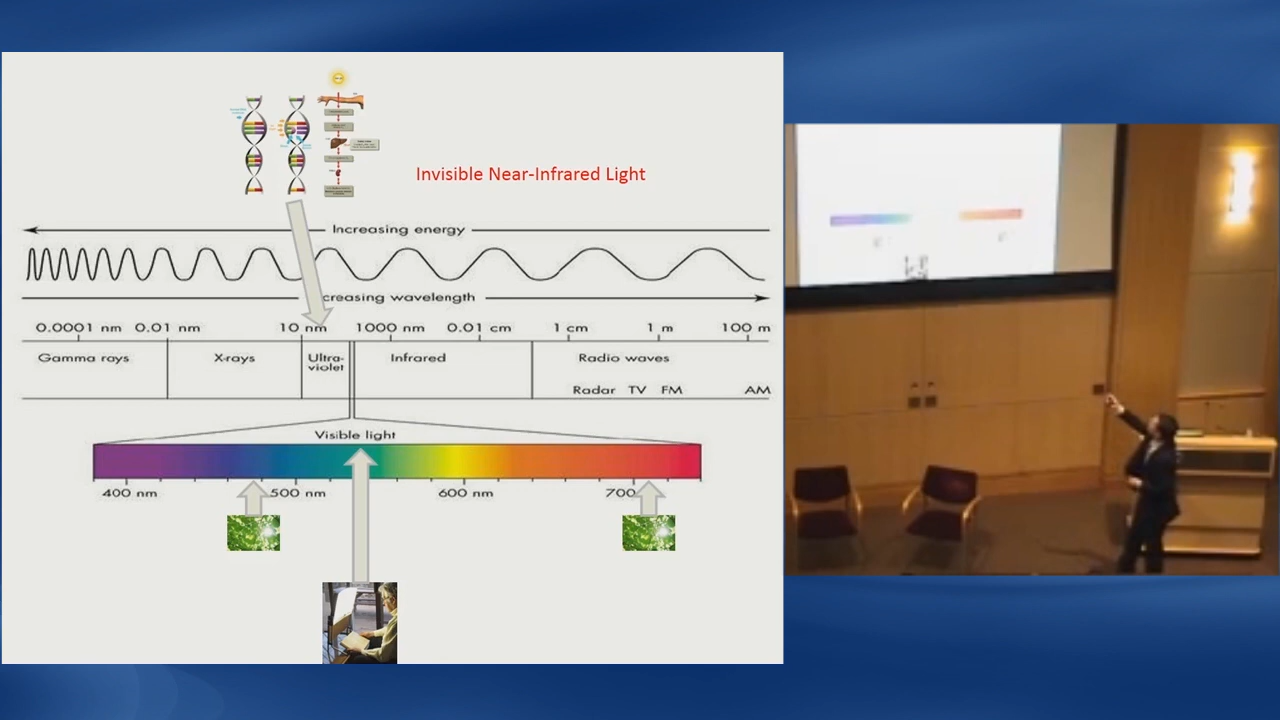 Invisible Near-Infrared Light
Increasing energy
creasing wavelength
0.0001 nm 0.01 nm 10 nm 1000 nm 0.01 cm 1 cm 1 m 100 m
Gamma rays X-rays Ultra-violet Infrared Radio waves
Radar TV FM AM
Visible light
400 nm 500 nm 600 nm 700